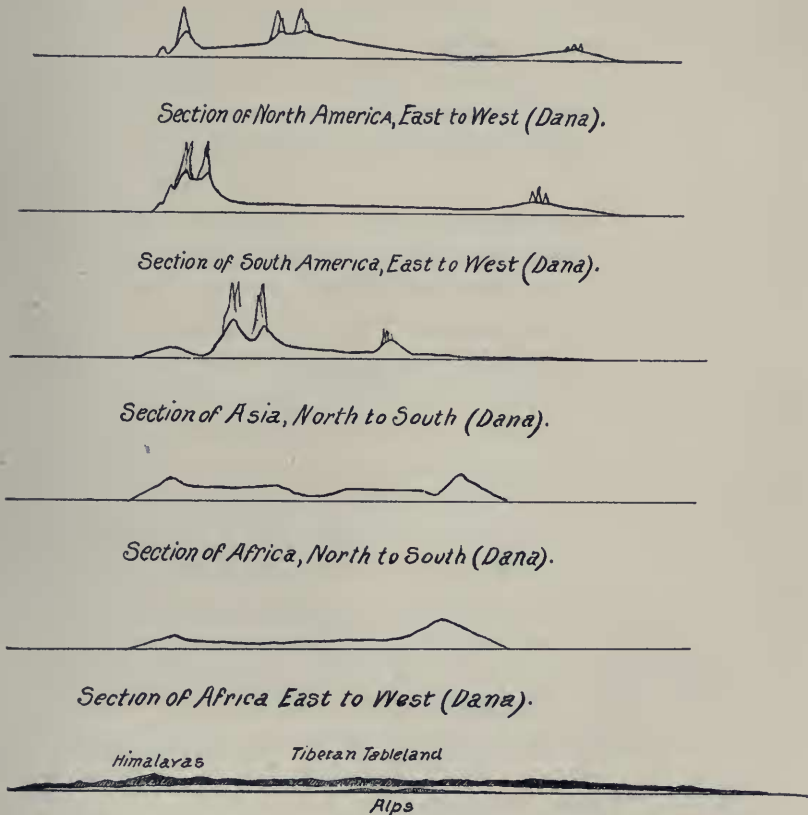 Section of North America, East to West (Dana).
Section of South America, East to West (Dana).
Section of Asia, North to South (Dana).
Section of Africa, North to South (Dana).
Section of Africa East to West (Dana).
Himalayas Tibetan Tableland
Alps